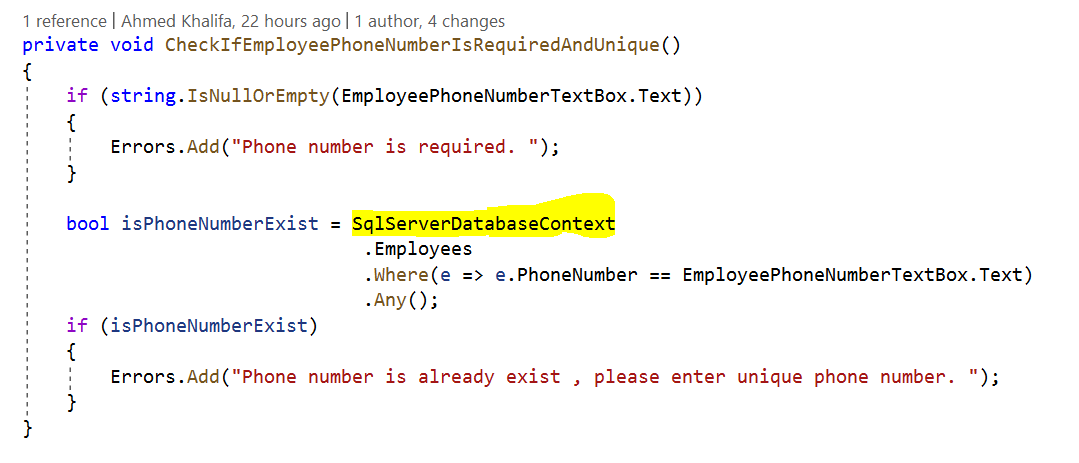 1 reference | Ahmed Khalifa, 22 hours ago | 1 author, 4 changes
private void CheckIfEmployeePhoneNumberIsRequiredAndUnique()
{
if (string.IsNullOrEmpty(EmployeePhoneNumberTextBox.Text))
{
Errors.Add("Phone number is required. ");
}
bool isPhoneNumberExist = SqlServerDatabaseContext
.Employees
.Where(e => e.PhoneNumber == EmployeePhoneNumberTextBox.Text)
.Any();
if (isPhoneNumberExist)
{
Errors.Add("Phone number is already exist , please enter unique phone number. ");
}
}